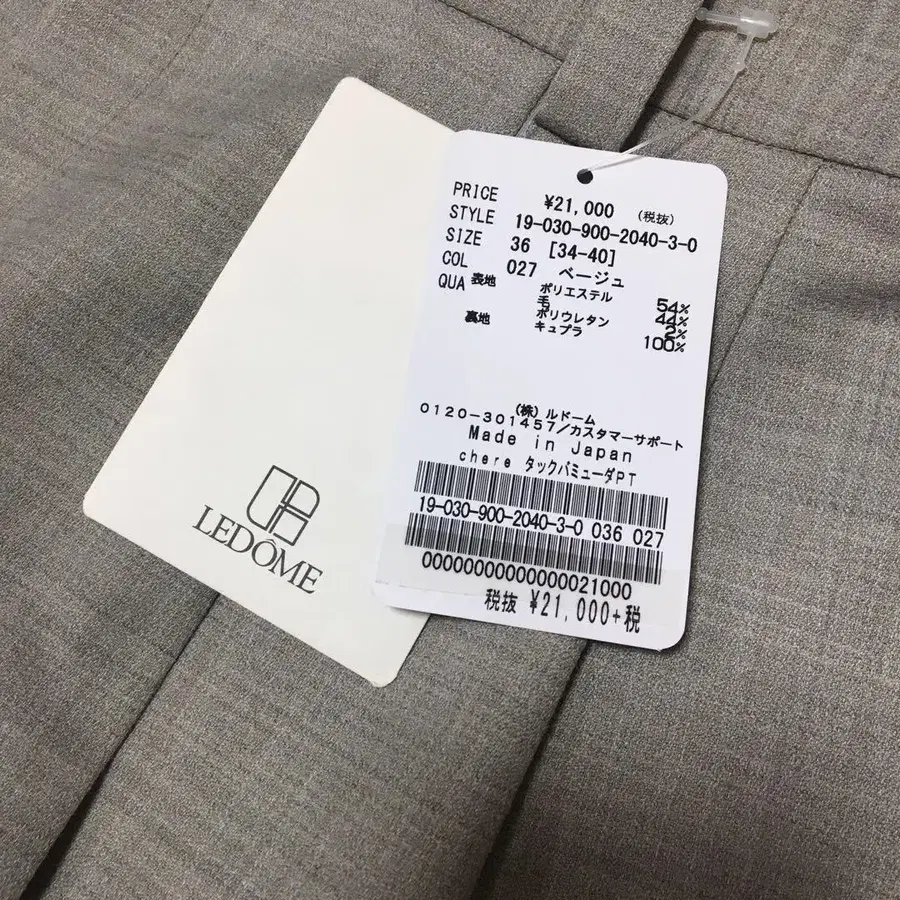 LEDÔME
PRICE ¥21,000 (税抜)
STYLE 19-030-900-2040-3-0
SIZE 36 [34-40]
COL 027 ベージュ
QUA 表地 ポリエステル 54%
毛 44%
ポリウレタン 2%
裏地 キュプラ 100%
(株)ルドーム
0120-301457/カスタマーサポート
Made in Japan
chere タックバミューダPT
19-030-900-2040-3-0 036 027
0000000000000021000
税抜 ¥21,000+税